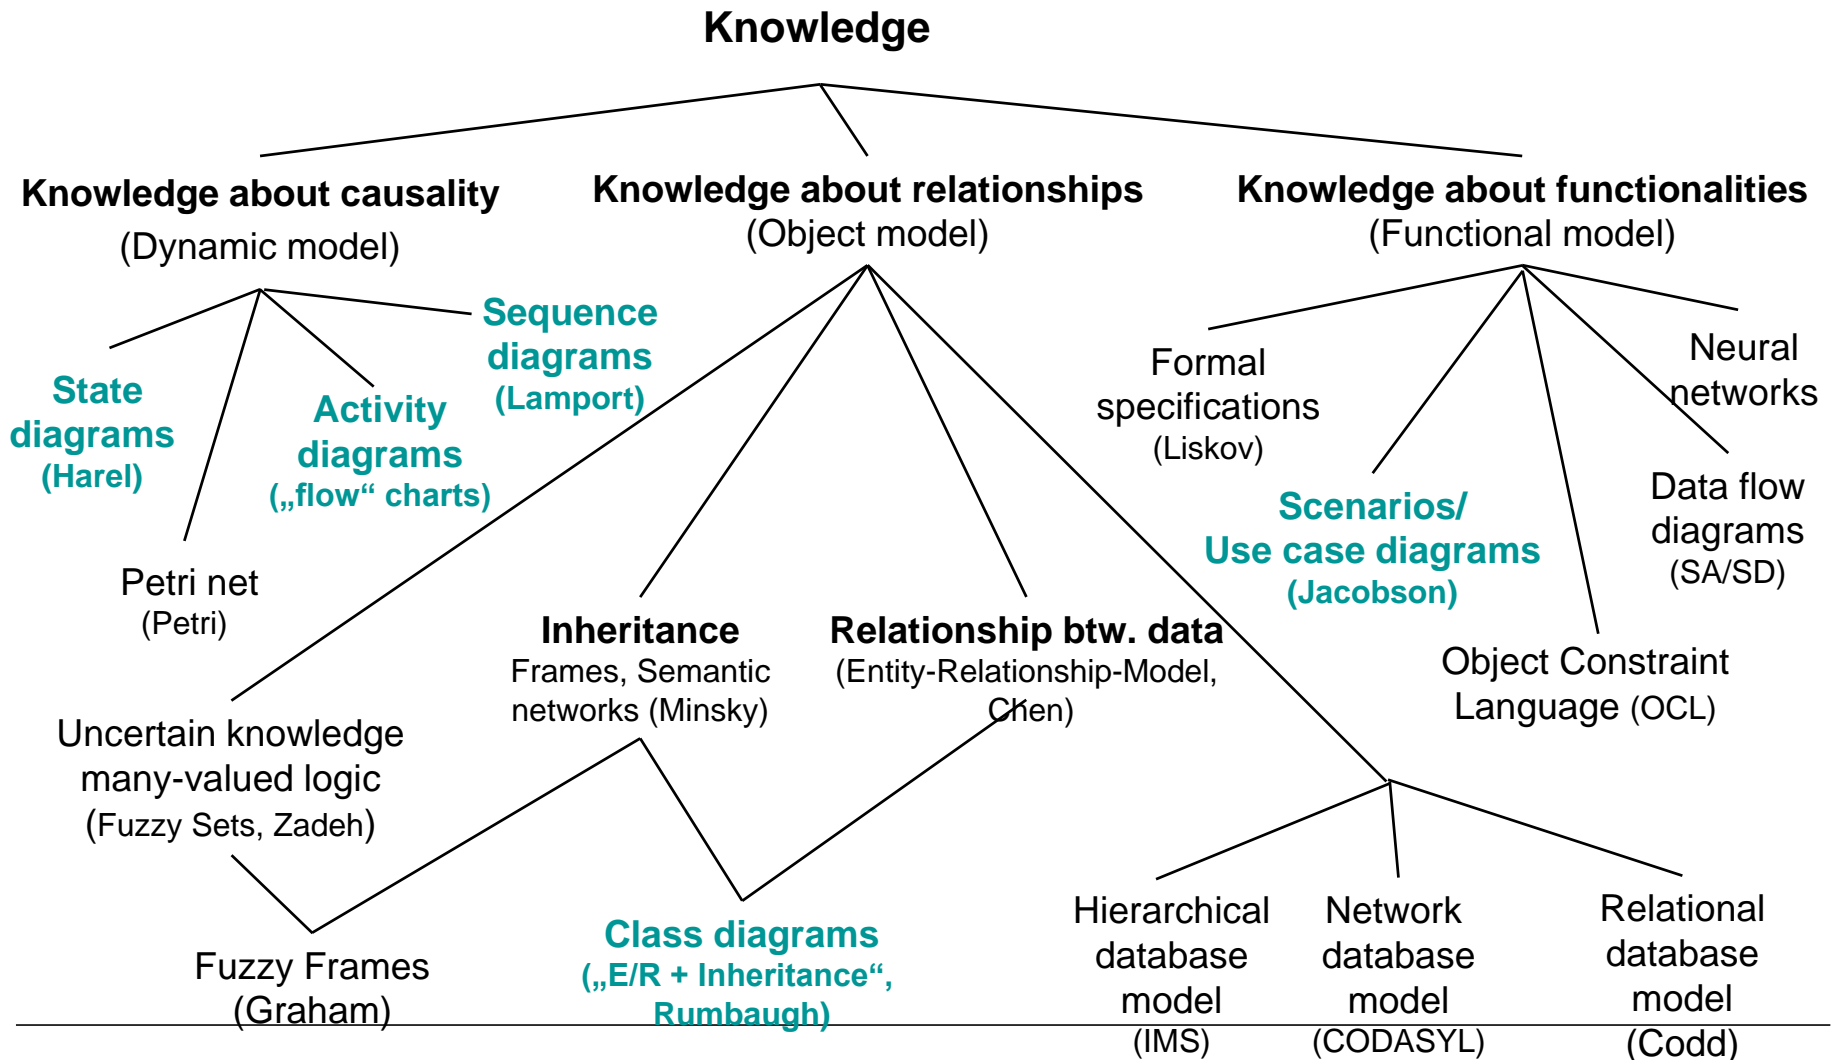 Knowledge
Knowledge about causality
(Dynamic model)
Knowledge about relationships
(Object model)
Knowledge about functionalities
(Functional model)
State
diagrams
(Harel)
Petri net
(Petri)
Activity
diagrams
(„flow“ charts)
Sequence
diagrams
(Lamport)
Uncertain knowledge
many-valued logic
(Fuzzy Sets, Zadeh)
Inheritance
Frames, Semantic
networks (Minsky)
Relationship btw. data
(Entity-Relationship-Model,
Chen)
Formal
specifications
(Liskov)
Scenarios/
Use case diagrams
(Jacobson)
Object Constraint
Language (OCL)
Data flow
diagrams
(SA/SD)
Neural
networks
Fuzzy Frames
(Graham)
Class diagrams
(„E/R + Inheritance“,
Rumbaugh)
Hierarchical
database
model
(IMS)
Network
database
model
(CODASYL)
Relational
database
model
(Codd)